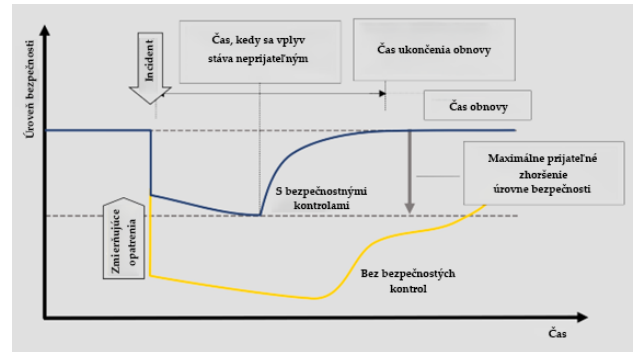 Úroveň bezpečnosti
Incident
Čas, kedy sa vplyv
stáva neprijateľným
Čas ukončenia obnovy
Čas obnovy
Maximálne prijateľné
zhoršenie
úrovne bezpečnosti
S bezpečnostnými
kontrolami
Zmierňujúce
opatrenia
Bez bezpečostých
kontrol
Čas